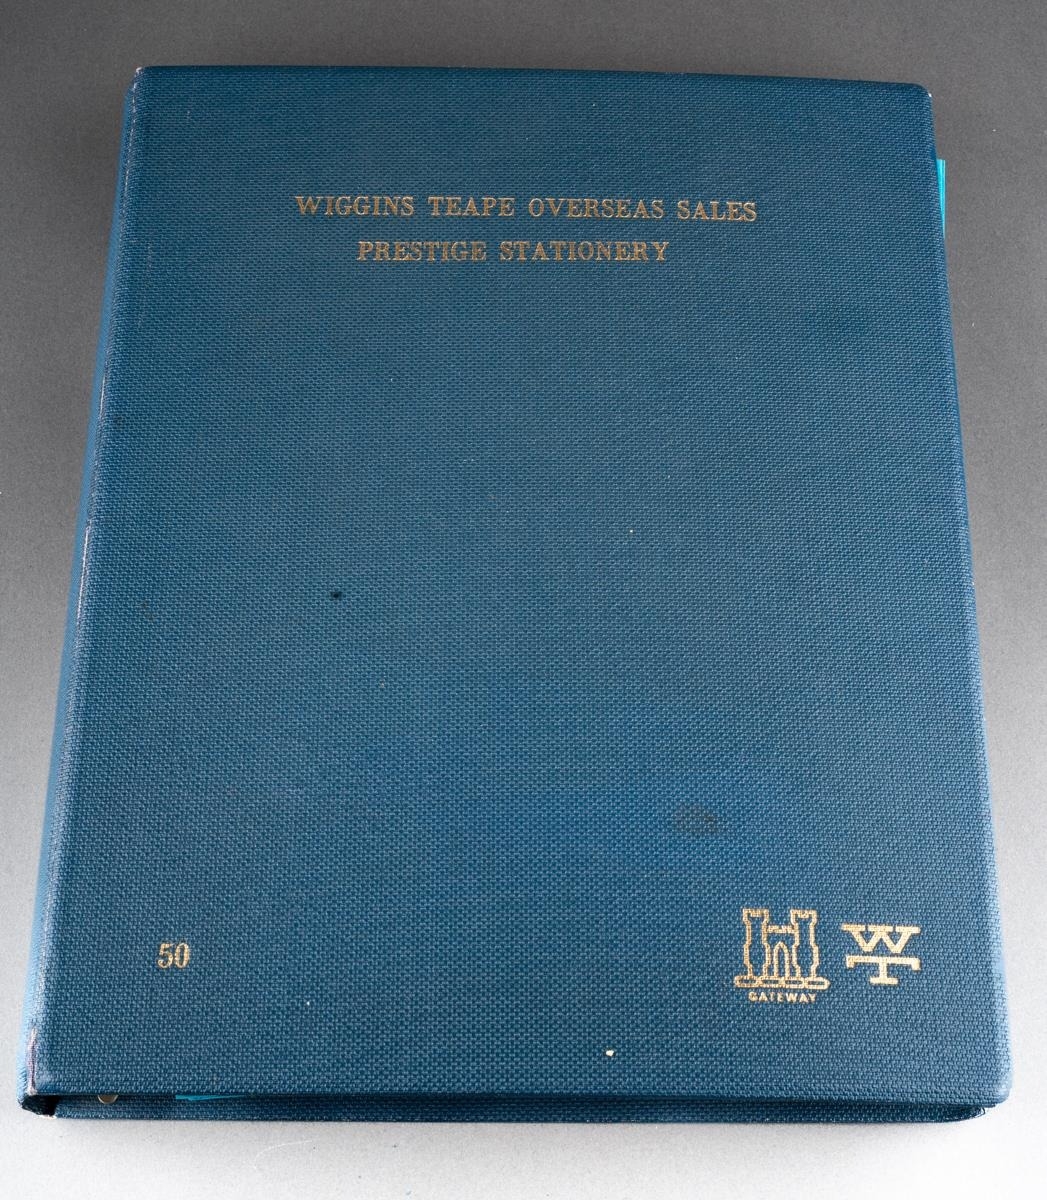 WIGGINS TEAPE OVERSEAS SALES
PRESTIGE STATIONERY
50
GATEWAY
WT